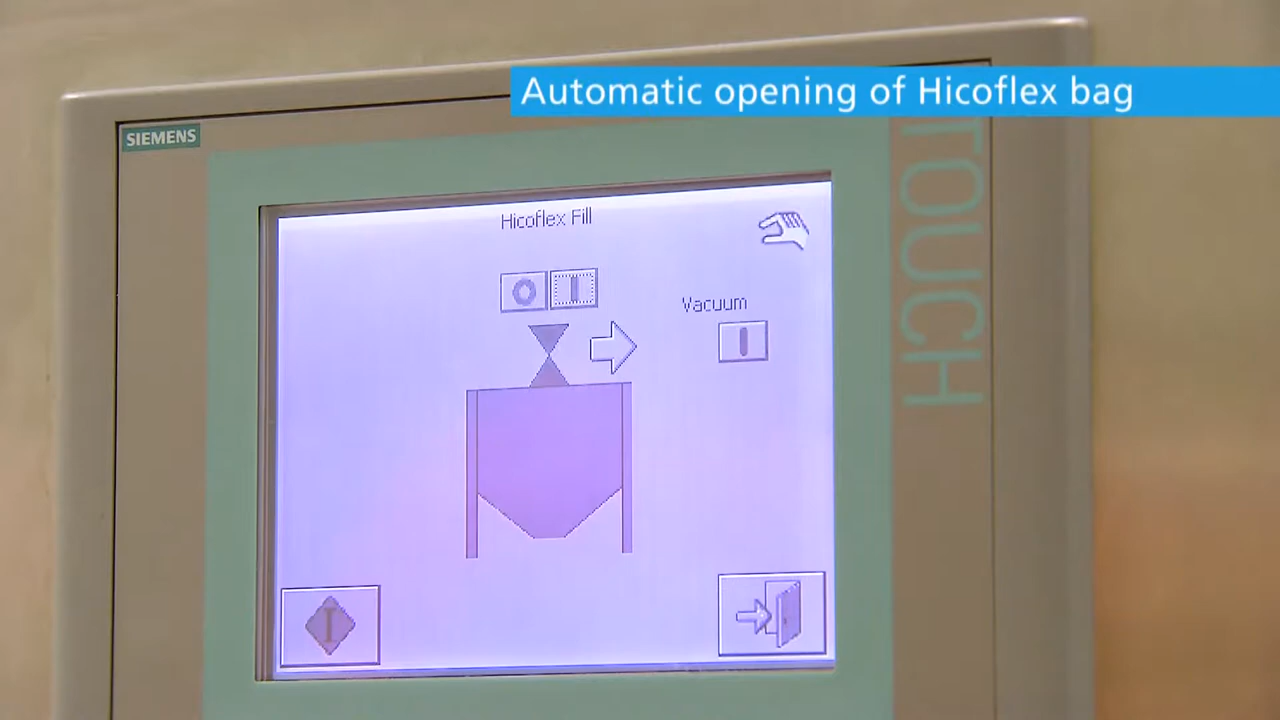 Automatic opening of Hicoflex bag
SIEMENS
TOUCH
Hicoflex Fill
Vacuum